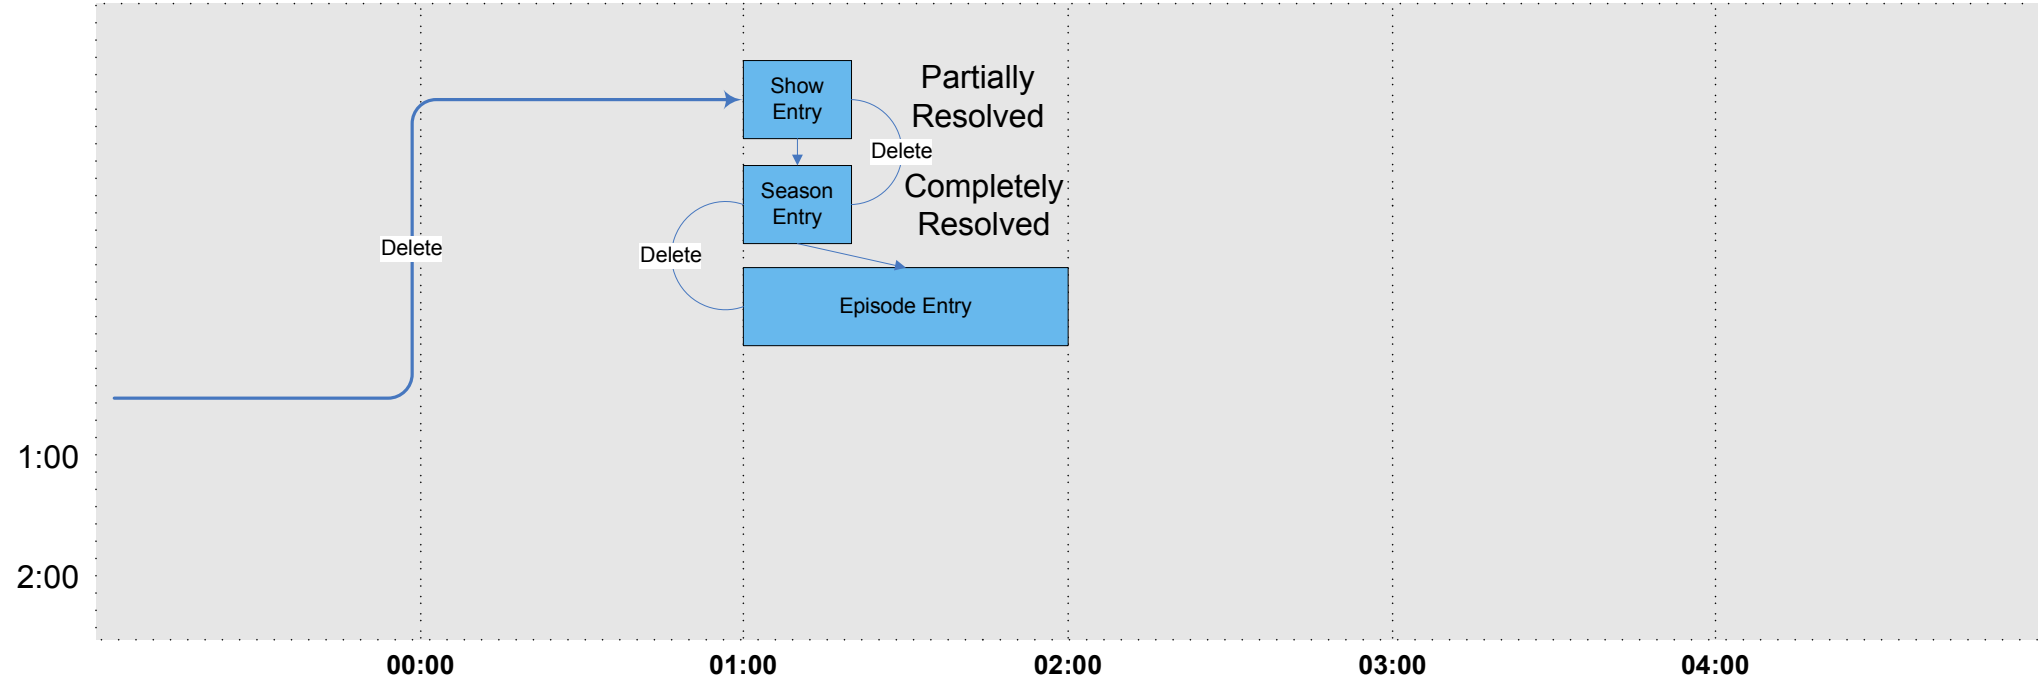 Show
Entry
Partially
Resolved
Delete
Season
Entry
Completely
Resolved
Delete
Delete
Episode Entry
1:00
2:00
00:00
01:00
02:00
03:00
04:00